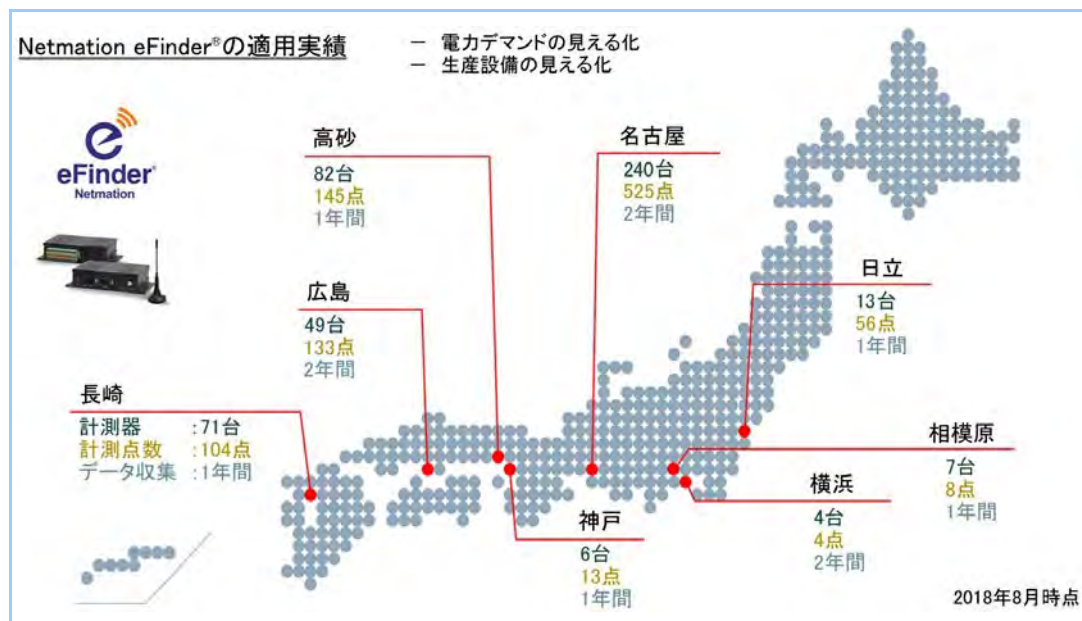 Netmation eFinder®の適用実績
－ 電力デマンドの見える化
－ 生産設備の見える化
eFinder®
Netmation
高砂
82台
145点
1年間
名古屋
240台
525点
2年間
広島
49台
133点
2年間
日立
13台
56点
1年間
長崎
計測器 :71台
計測点数 :104点
データ収集 :1年間
相模原
7台
8点
1年間
横浜
4台
4点
2年間
神戸
6台
13点
1年間
2018年8月時点